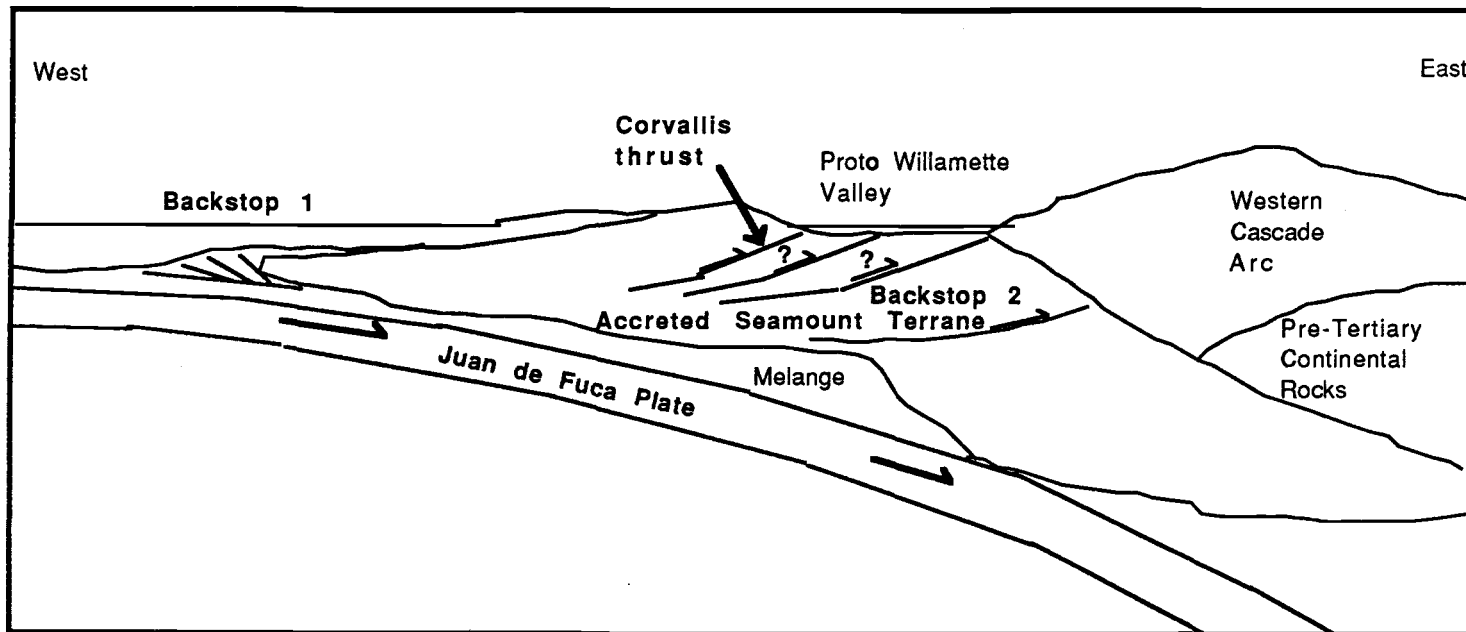 West
East
Corvallis
thrust
Proto Willamette
Valley
Backstop 1
Western
Cascade
Arc
?
?
Backstop 2
Accreted Seamount Terrane
Pre-Tertiary
Continental
Rocks
Juan de Fuca Plate
Melange